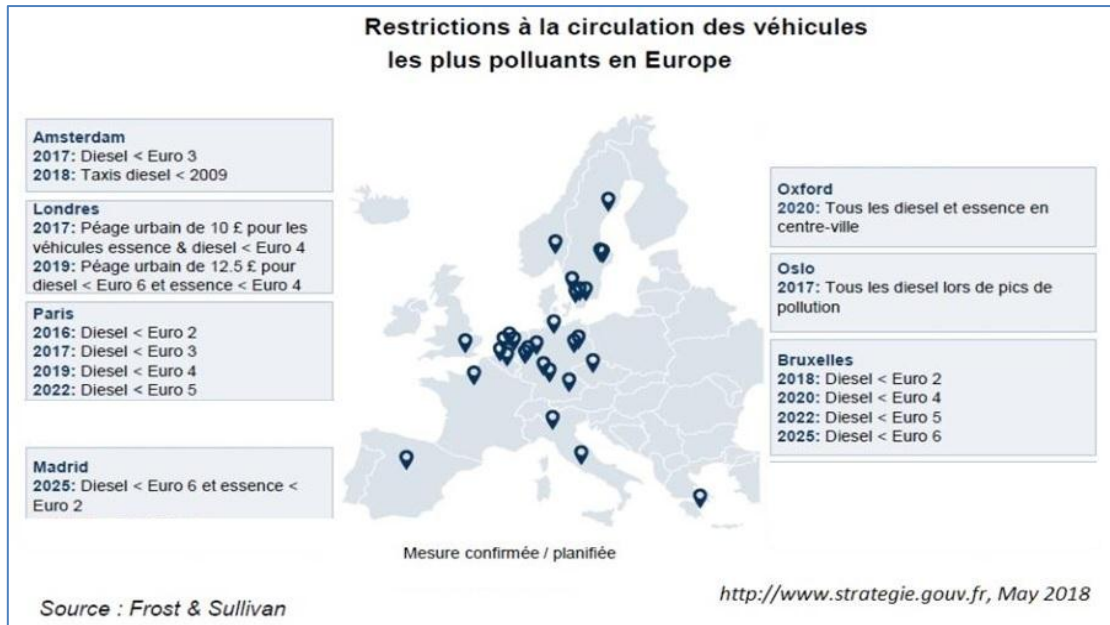 Restrictions à la circulation des véhicules
les plus polluants en Europe
Amsterdam
2017: Diesel < Euro 3
2018: Taxis diesel < 2009
Londres
2017: Péage urbain de 10 £ pour les
véhicules essence & diesel < Euro 4
2019: Péage urbain de 12.5 £ pour
diesel < Euro 6 et essence < Euro 4
Paris
2016: Diesel < Euro 2
2017: Diesel < Euro 3
2019: Diesel < Euro 4
2022: Diesel < Euro 5
Madrid
2025: Diesel < Euro 6 et essence <
Euro 2
Oxford
2020: Tous les diesel et essence en
centre-ville
Oslo
2017: Tous les diesel lors de pics de
pollution
Bruxelles
2018: Diesel < Euro 2
2020: Diesel < Euro 4
2022: Diesel < Euro 5
2025: Diesel < Euro 6
Mesure confirmée / planifiée
Source : Frost & Sullivan
http://www.strategie.gouv.fr, May 2018